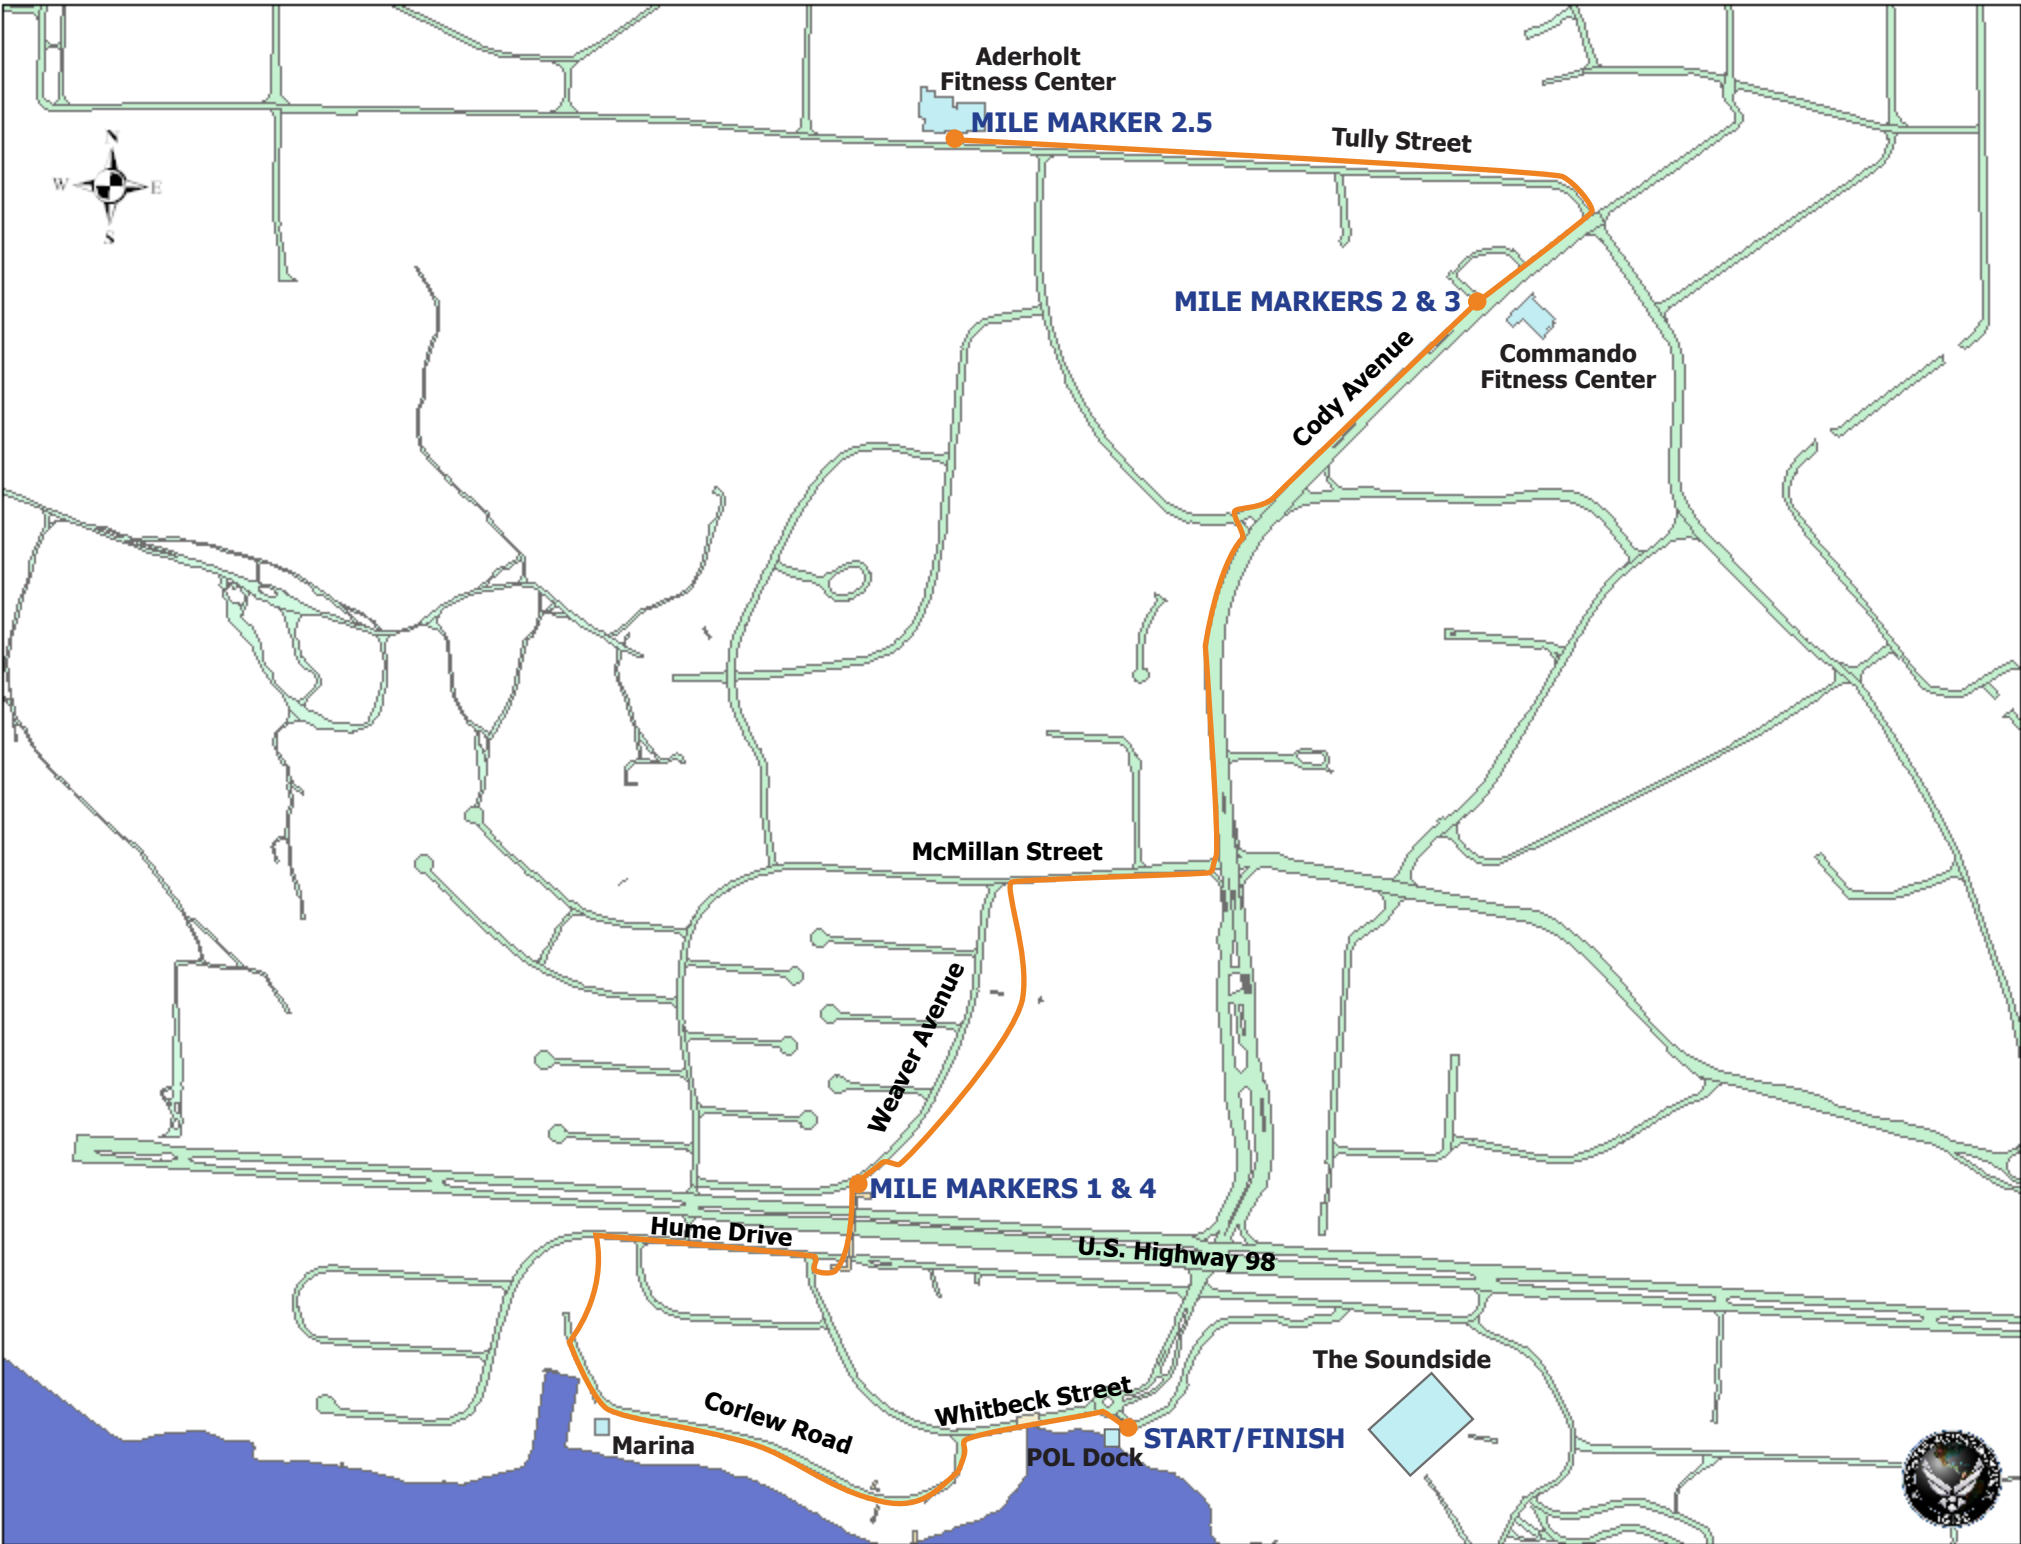 Aderholt
Fitness Center
MILE MARKER 2.5
Tully Street
N
W
E
S
MILE MARKERS 2 & 3
Commando
Fitness Center
Cody Avenue
McMillan Street
Weaver Avenue
MILE MARKERS 1 & 4
Hume Drive
U.S. Highway 98
The Soundside
Whitbeck Street
Corlew Road
START/FINISH
Marina
POL Dock